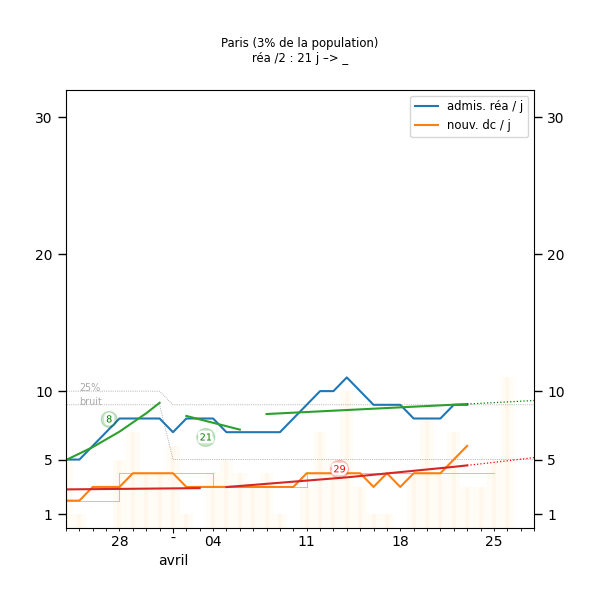 Paris (3% de la population)
réa /2 : 21 j –> _
admis. réa / j
nouv. dc / j
30 30
20 20
10 10
5 5
1 1
25%
bruit
8
21
29
28 - 04 11 18 25
avril